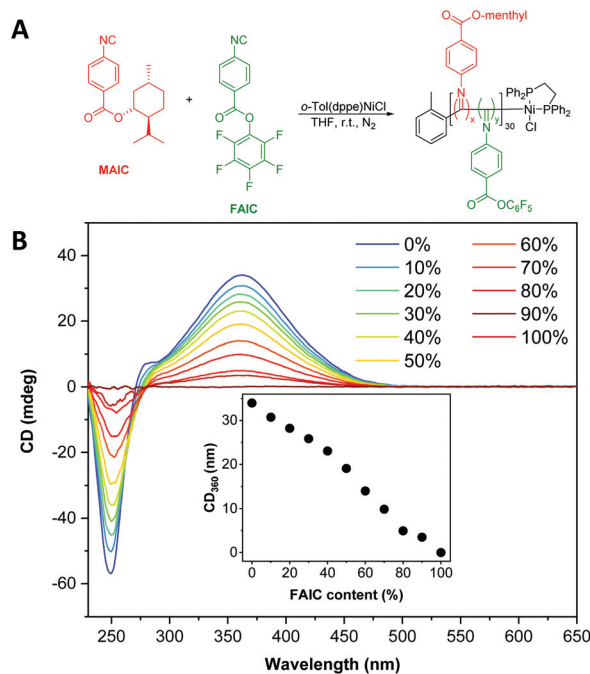 A
NC
O
O
MAIC
+
NC
O
O
F
F
F
F
F
FAIC
o-Tol(dppe)NiCl
THF, r.t., N2
O
O-menthyl
N
x
y
30
N
Ph2P
Ni
PPh2
Cl
O
OC6F5
B
CD (mdeg)
40
20
0
-20
-40
-60
0%
10%
20%
30%
40%
50%
60%
70%
80%
90%
100%
CD360 (nm)
30
15
0
0 20 40 60 80 100
FAIC content (%)
250 300 350 400 450 500 550 600 650
Wavelength (nm)